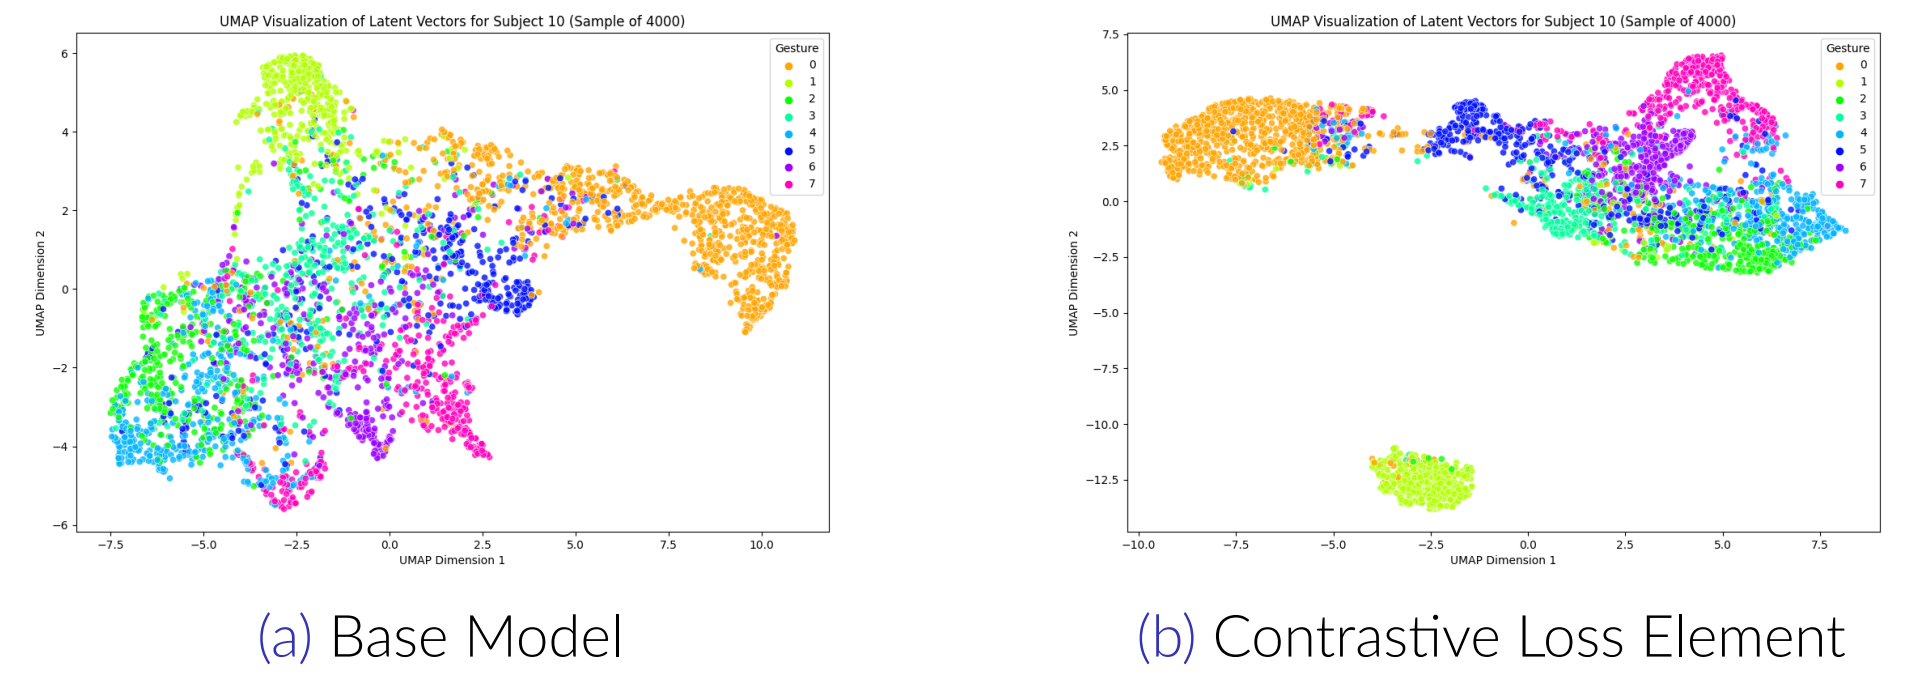 UMAP Visualization of Latent Vectors for Subject 10 (Sample of 4000)
Gesture
0
1
2
3
4
5
6
7
6
4
2
0
−2
−4
−6
UMAP Dimension 2
−7.5 −5.0 −2.5 0.0 2.5 5.0 7.5 10.0
UMAP Dimension 1
(a) Base Model
UMAP Visualization of Latent Vectors for Subject 10 (Sample of 4000)
Gesture
0
1
2
3
4
5
6
7
7.5
5.0
2.5
0.0
−2.5
−5.0
−7.5
−10.0
−12.5
UMAP Dimension 2
−10.0 −7.5 −5.0 −2.5 0.0 2.5 5.0 7.5
UMAP Dimension 1
(b) Contrastive Loss Element